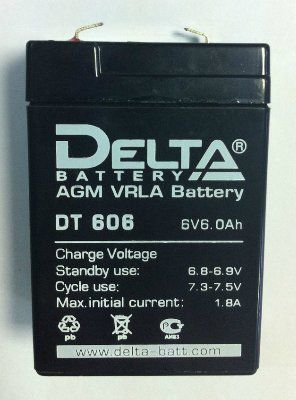 DELTA®
BATTERY
AGM VRLA Battery
DT 606 6V6.0Ah
Charge Voltage
Standby use: 6.8-6.9V
Cycle use: 7.3-7.5V
Max.initial current: 1.8A
pb pb
www.delta-batt.com